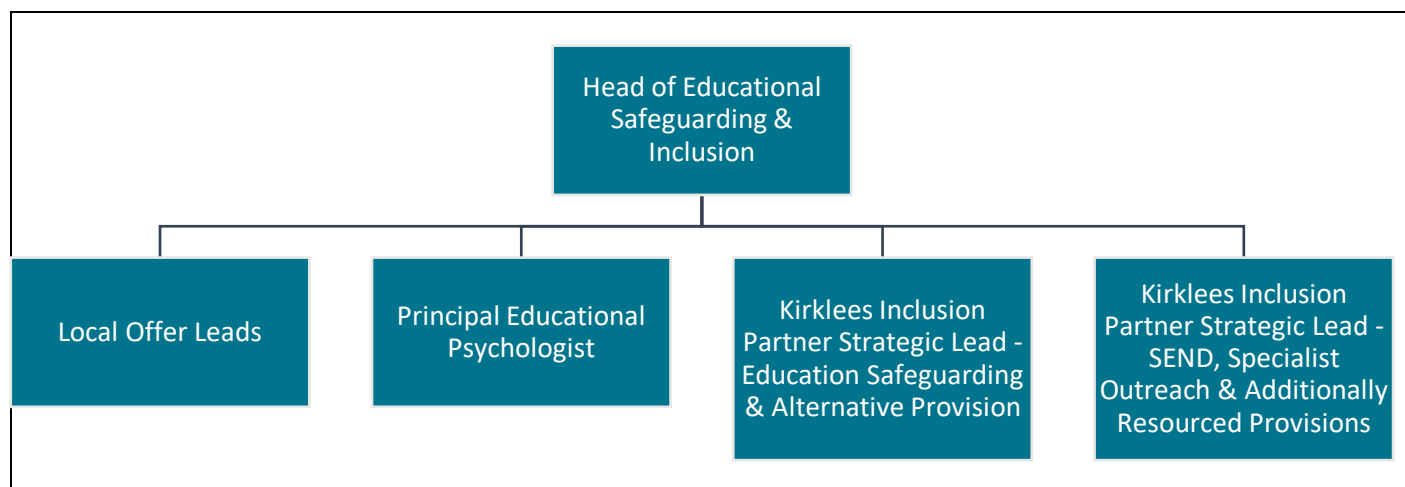 Head of Educational
Safeguarding &
Inclusion
Local Offer Leads
Principal Educational
Psychologist
Kirklees Inclusion
Partner Strategic Lead -
Education Safeguarding
& Alternative Provision
Kirklees Inclusion
Partner Strategic Lead -
SEND, Specialist
Outreach & Additionally
Resourced Provisions